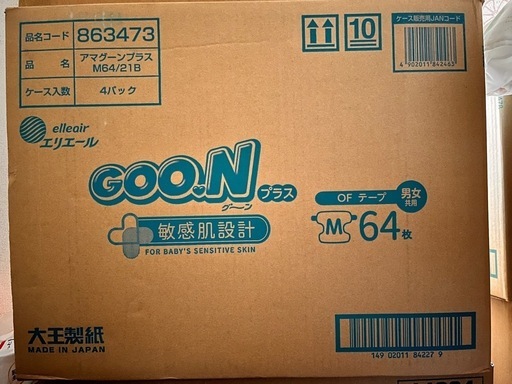 品名コード 863473
品 名 アマグーンプラス
M64/21B
ケース入数 4パック
10
ケース販売用JANコード
4 902011 842463
elleair
エリエール
GOO.N
グ〜ン
プラス
敏感肌設計
FOR BABY'S SENSITIVE SKIN
OF テープ
男女
共用
M 64枚
大王製紙
MADE IN JAPAN
149 02011 84227 9